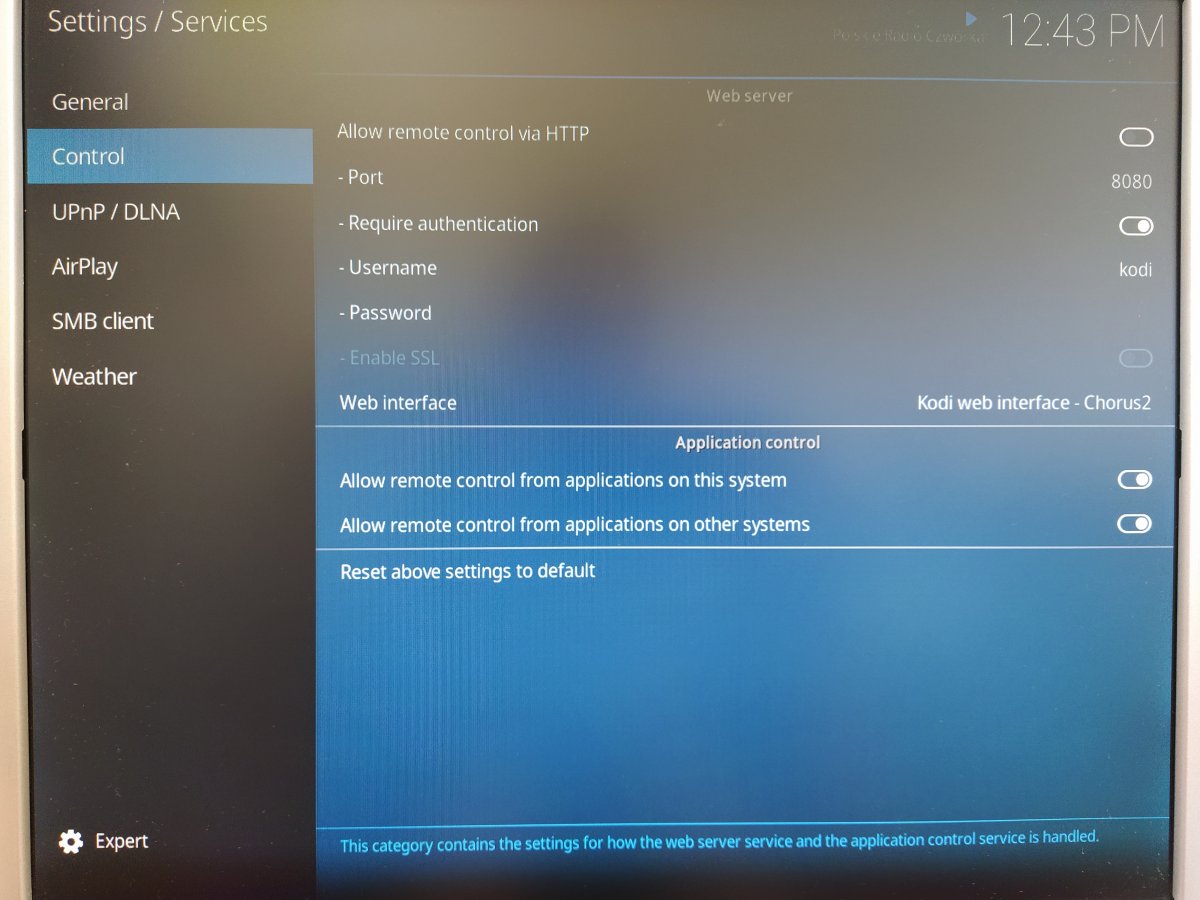 Settings / Services
Polskie Radio Czwórka
12:43 PM
General
Control
UPnP / DLNA
AirPlay
SMB client
Weather
Expert
Web server
Allow remote control via HTTP
- Port 8080
- Require authentication
- Username kodi
- Password
- Enable SSL
Web interface Kodi web interface - Chorus2
Application control
Allow remote control from applications on this system
Allow remote control from applications on other systems
Reset above settings to default
This category contains the settings for how the web server service and the application control service is handled.